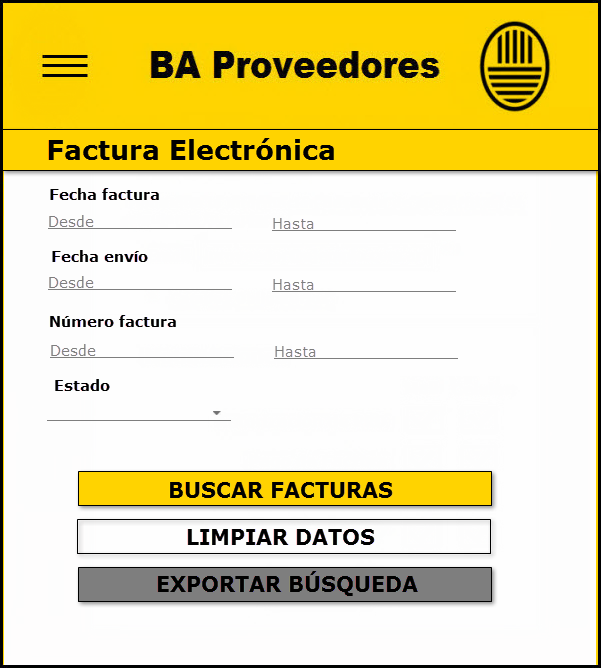 BA Proveedores
Factura Electrónica
Fecha factura
Desde Hasta
Fecha envío
Desde Hasta
Número factura
Desde Hasta
Estado
BUSCAR FACTURAS
LIMPIAR DATOS
EXPORTAR BÚSQUEDA